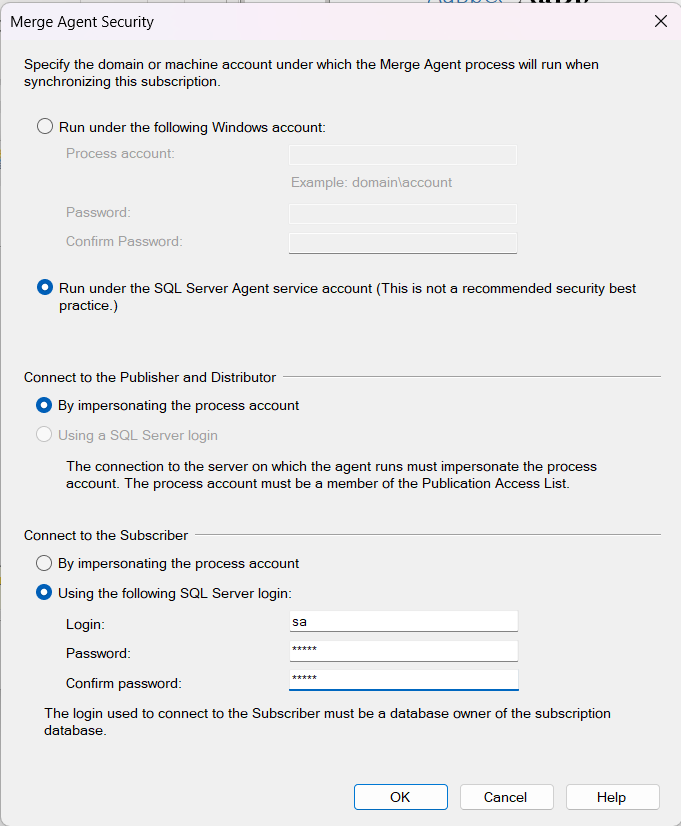 Merge Agent Security
Specify the domain or machine account under which the Merge Agent process will run when
synchronizing this subscription.
Run under the following Windows account:
Process account:
Example: domain\account
Password:
Confirm Password:
Run under the SQL Server Agent service account (This is not a recommended security best
practice.)
Connect to the Publisher and Distributor
By impersonating the process account
Using a SQL Server login
The connection to the server on which the agent runs must impersonate the process
account. The process account must be a member of the Publication Access List.
Connect to the Subscriber
By impersonating the process account
Using the following SQL Server login:
Login: sa
Password: *****
Confirm password: *****
The login used to connect to the Subscriber must be a database owner of the subscription
database.
OK Cancel Help